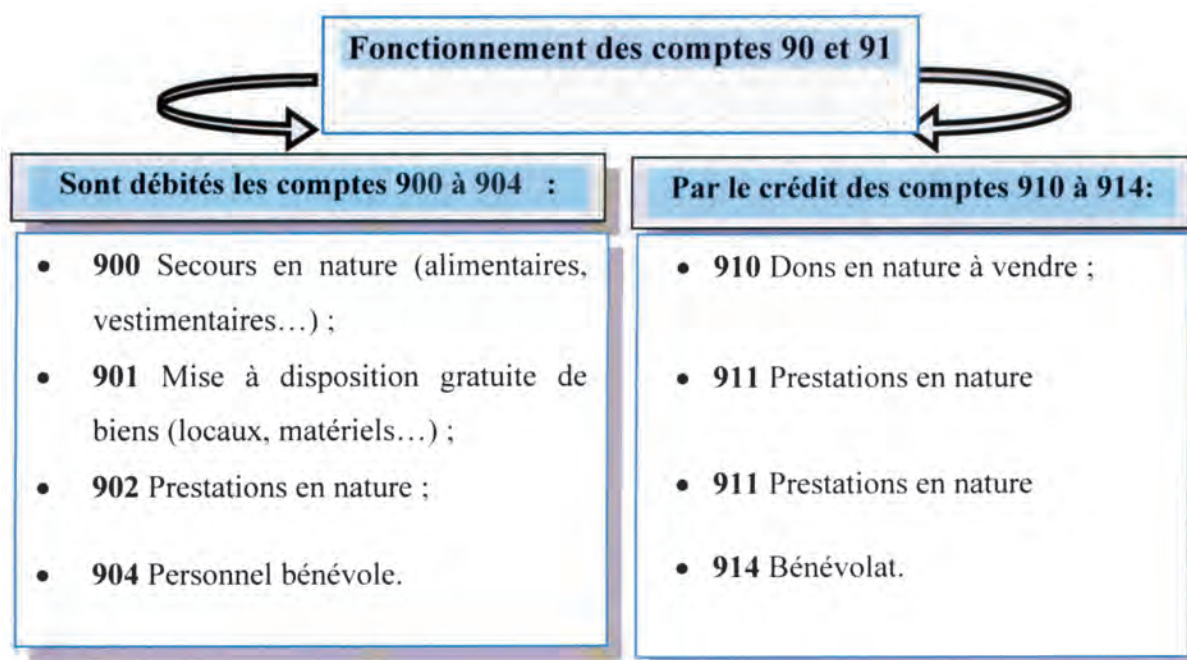 Fonctionnement des comptes 90 et 91
Sont débités les comptes 900 à 904 :
• 900 Secours en nature (alimentaires,
vestimentaires…) ;
• 901 Mise à disposition gratuite de
biens (locaux, matériels…) ;
• 902 Prestations en nature ;
• 904 Personnel bénévole.
Par le crédit des comptes 910 à 914:
• 910 Dons en nature à vendre ;
• 911 Prestations en nature
• 911 Prestations en nature
• 914 Bénévolat.